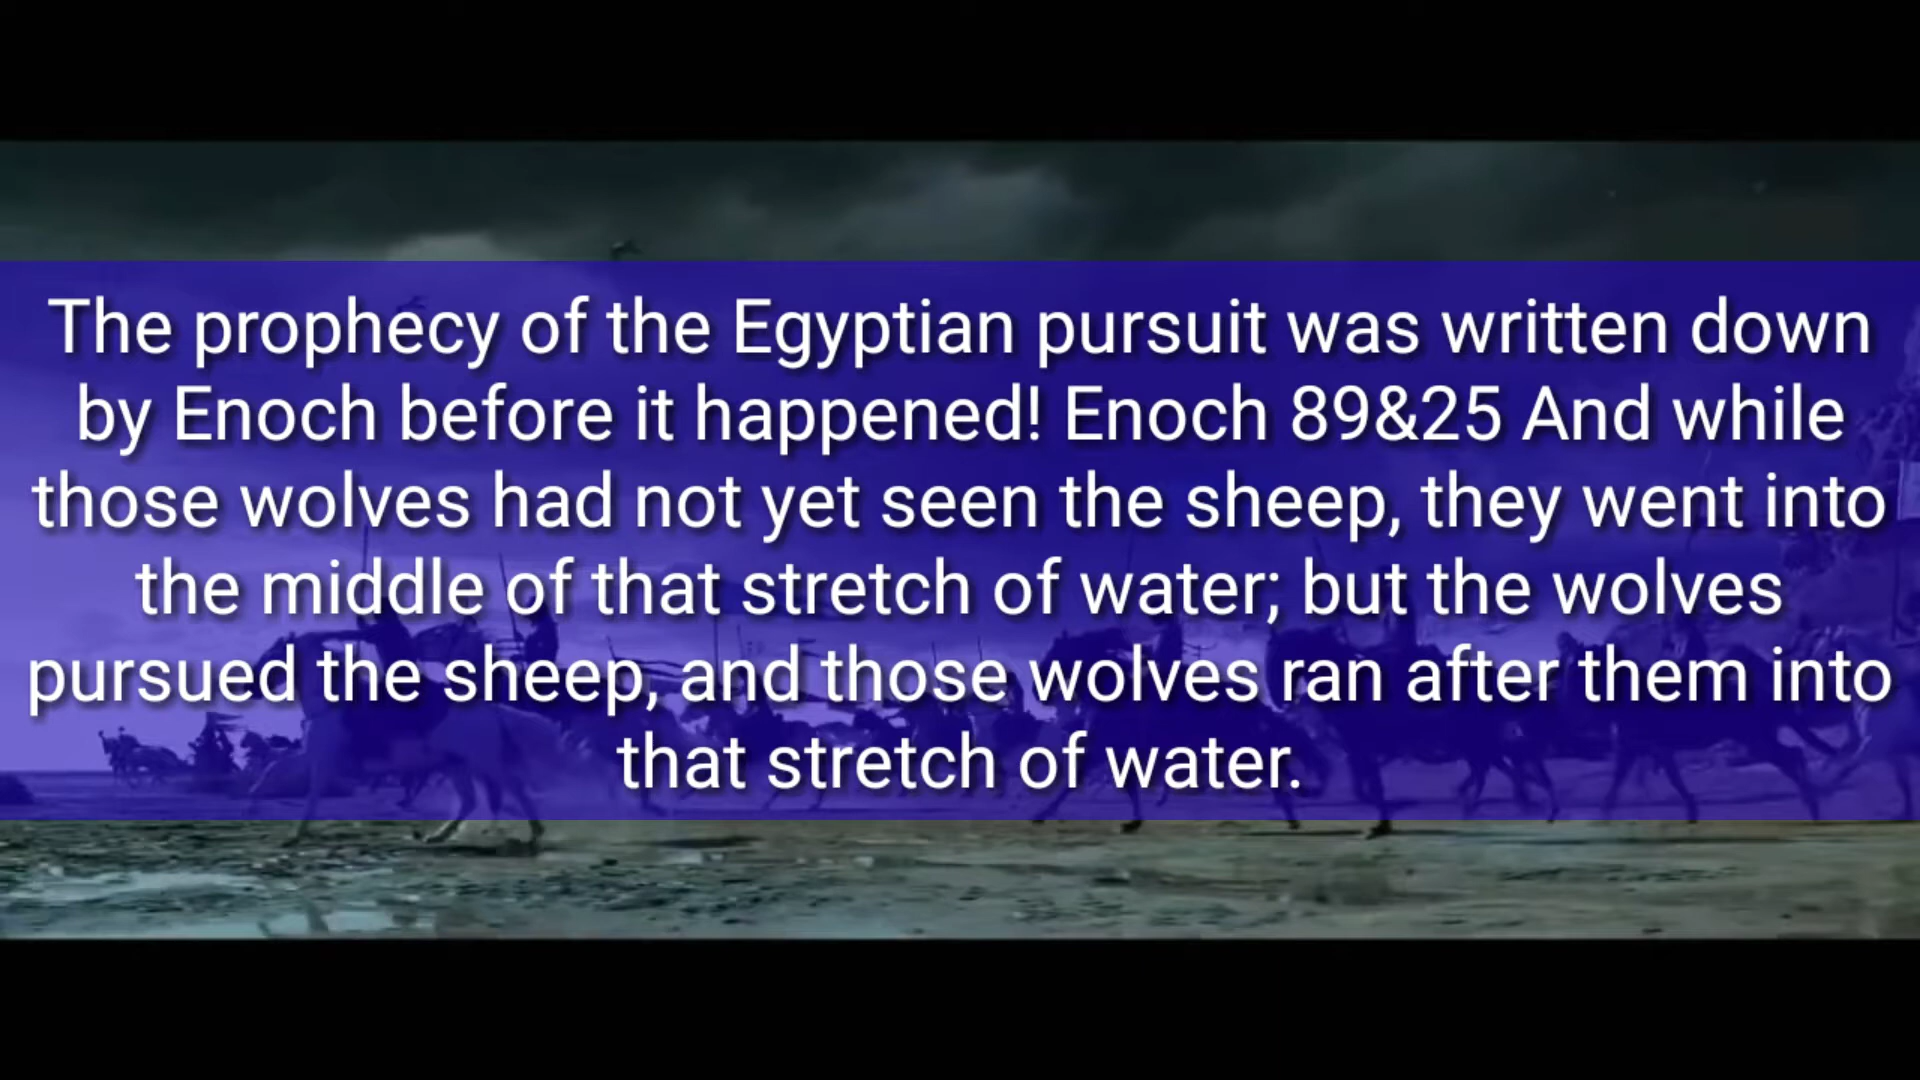 The prophecy of the Egyptian pursuit was written down
by Enoch before it happened! Enoch 89&25 And while
those wolves had not yet seen the sheep, they went into
the middle of that stretch of water; but the wolves
pursued the sheep, and those wolves ran after them into
that stretch of water.